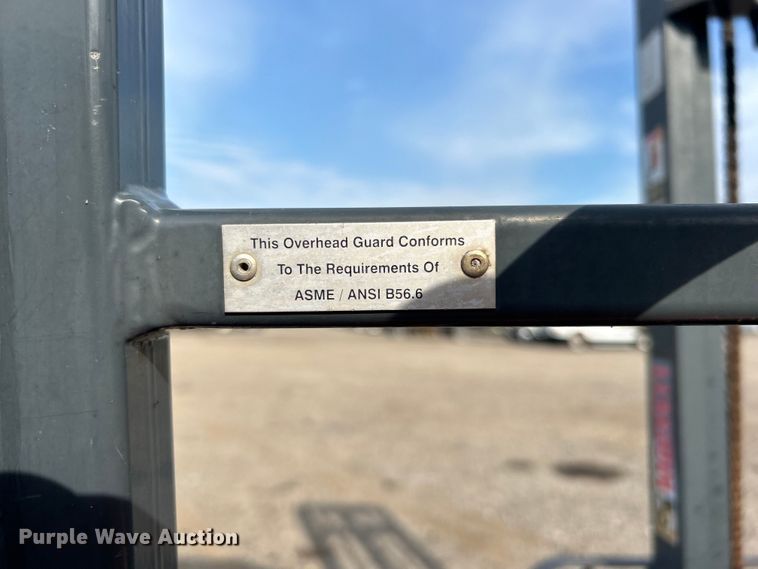 This Overhead Guard Conforms
To The Requirements Of
ASME / ANSI B56.6
Purple Wave Auction